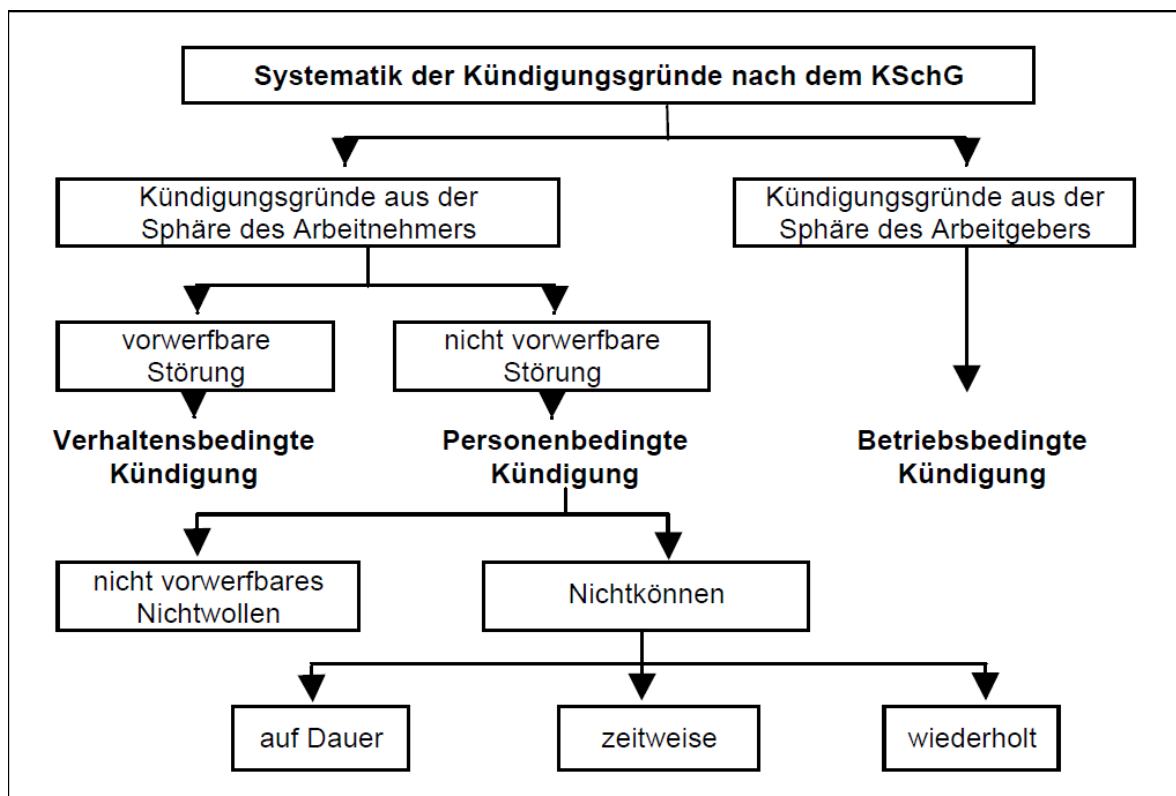 Systematik der Kündigungsgründe nach dem KSchG
Kündigungsgründe aus der
Sphäre des Arbeitnehmers
Kündigungsgründe aus der
Sphäre des Arbeitgebers
vorwerfbare
Störung
nicht vorwerfbare
Störung
Verhaltensbedingte
Kündigung
Personenbedingte
Kündigung
Betriebsbedingte
Kündigung
nicht vorwerfbares
Nichtwollen
Nichtkönnen
auf Dauer
zeitweise
wiederholt